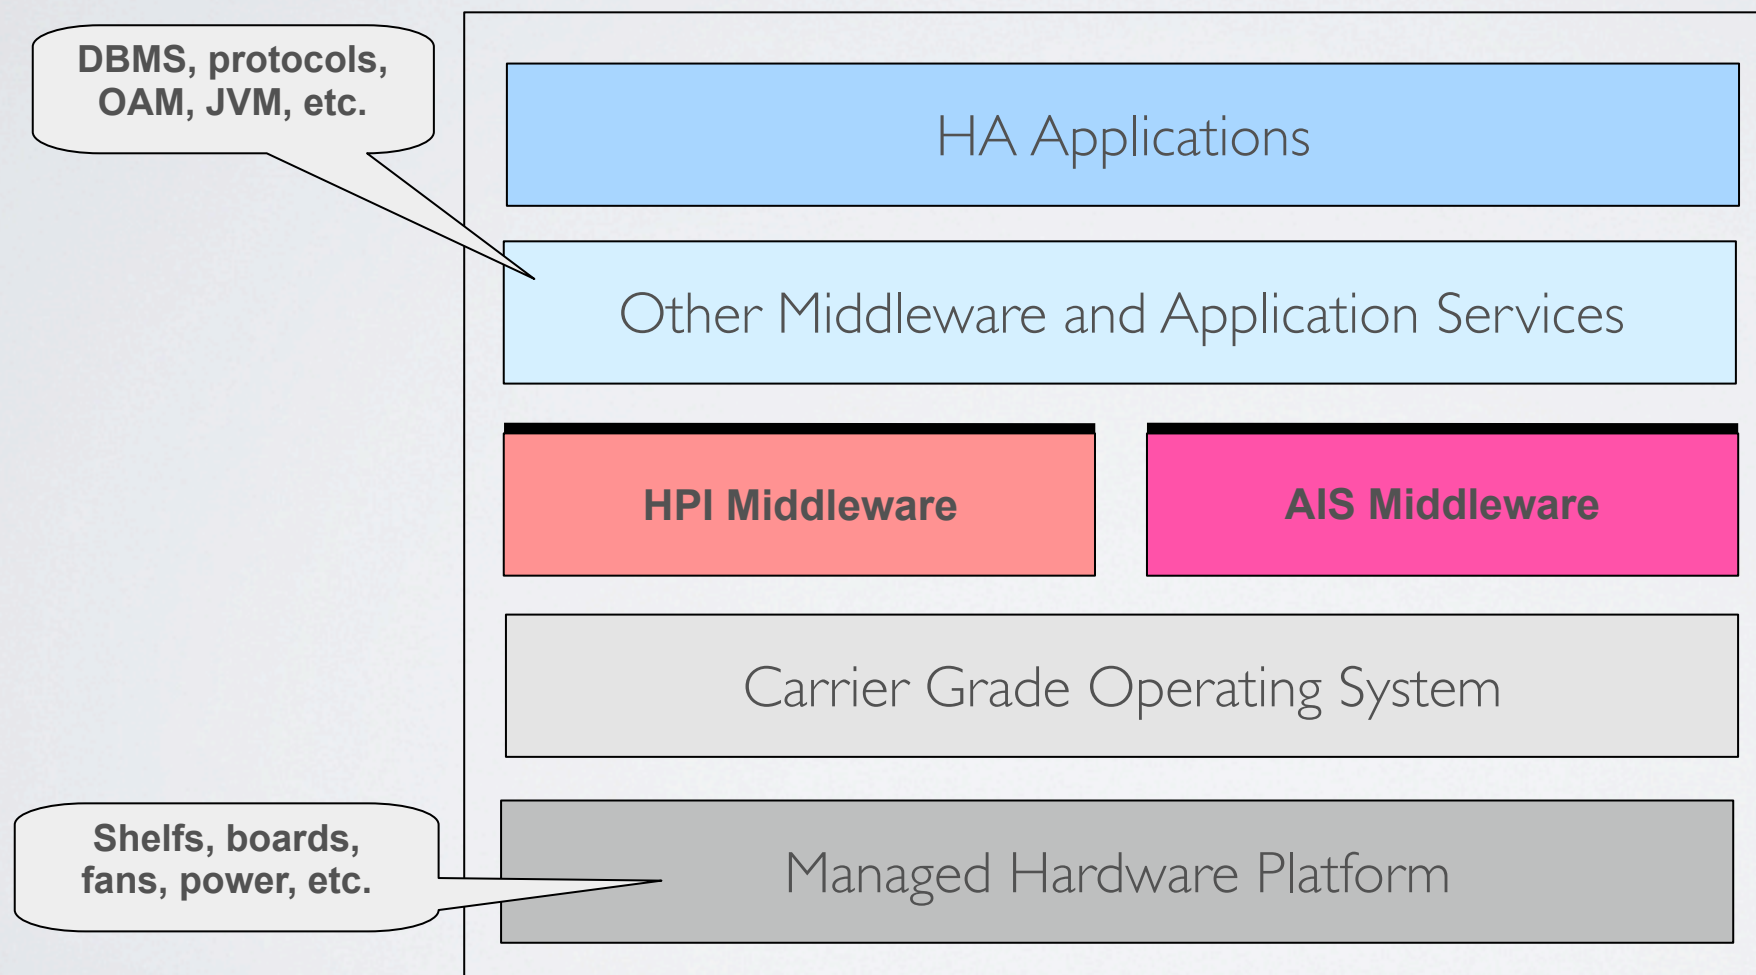 DBMS, protocols,
OAM, JVM, etc.
HA Applications
Other Middleware and Application Services
HPI Middleware
AIS Middleware
Carrier Grade Operating System
Shelfs, boards,
fans, power, etc.
Managed Hardware Platform